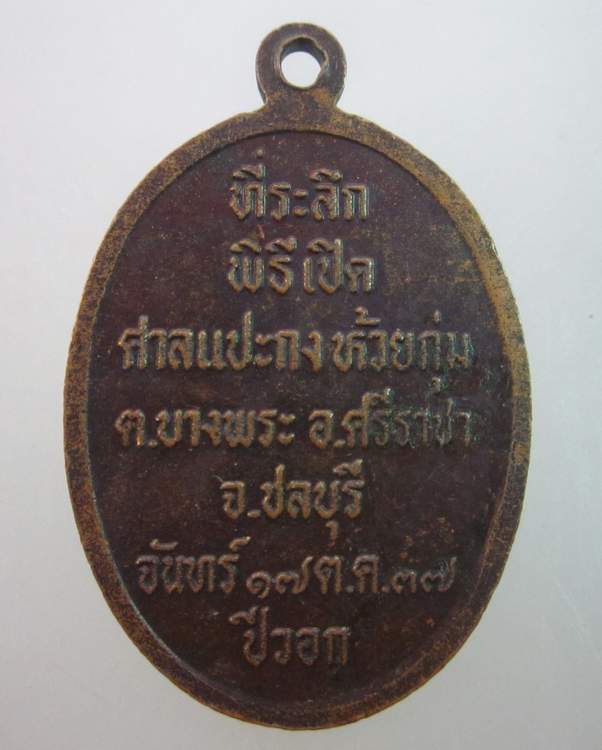 ที่ระลึก
พิธีเปิด
ศาลแปะกง ห้วยกุ่ม
ต.บางพระ อ.ศรีราชา
จ.ชลบุรี
จันทร์ ๑๗ ต.ค.๓๗
ปีวอก